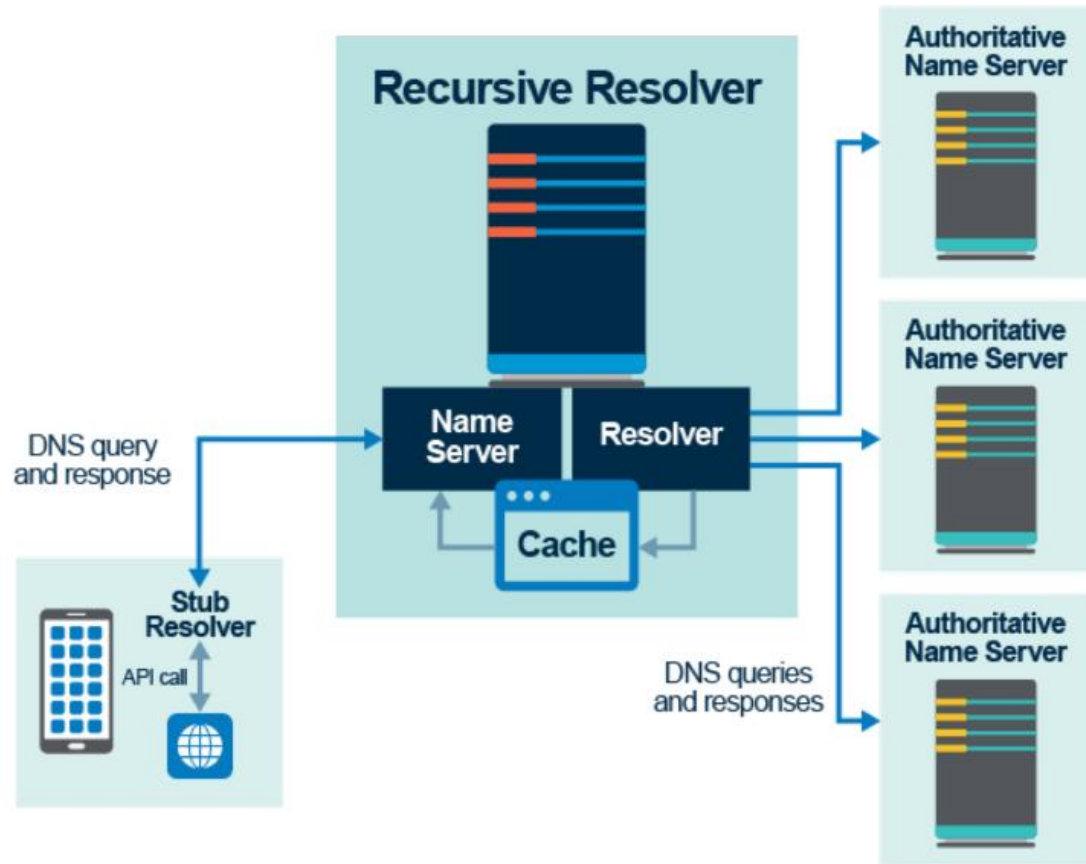 Recursive Resolver
Name
Server
Resolver
Cache
DNS query
and response
Stub
Resolver
API call
DNS queries
and responses
Authoritative
Name Server
Authoritative
Name Server
Authoritative
Name Server